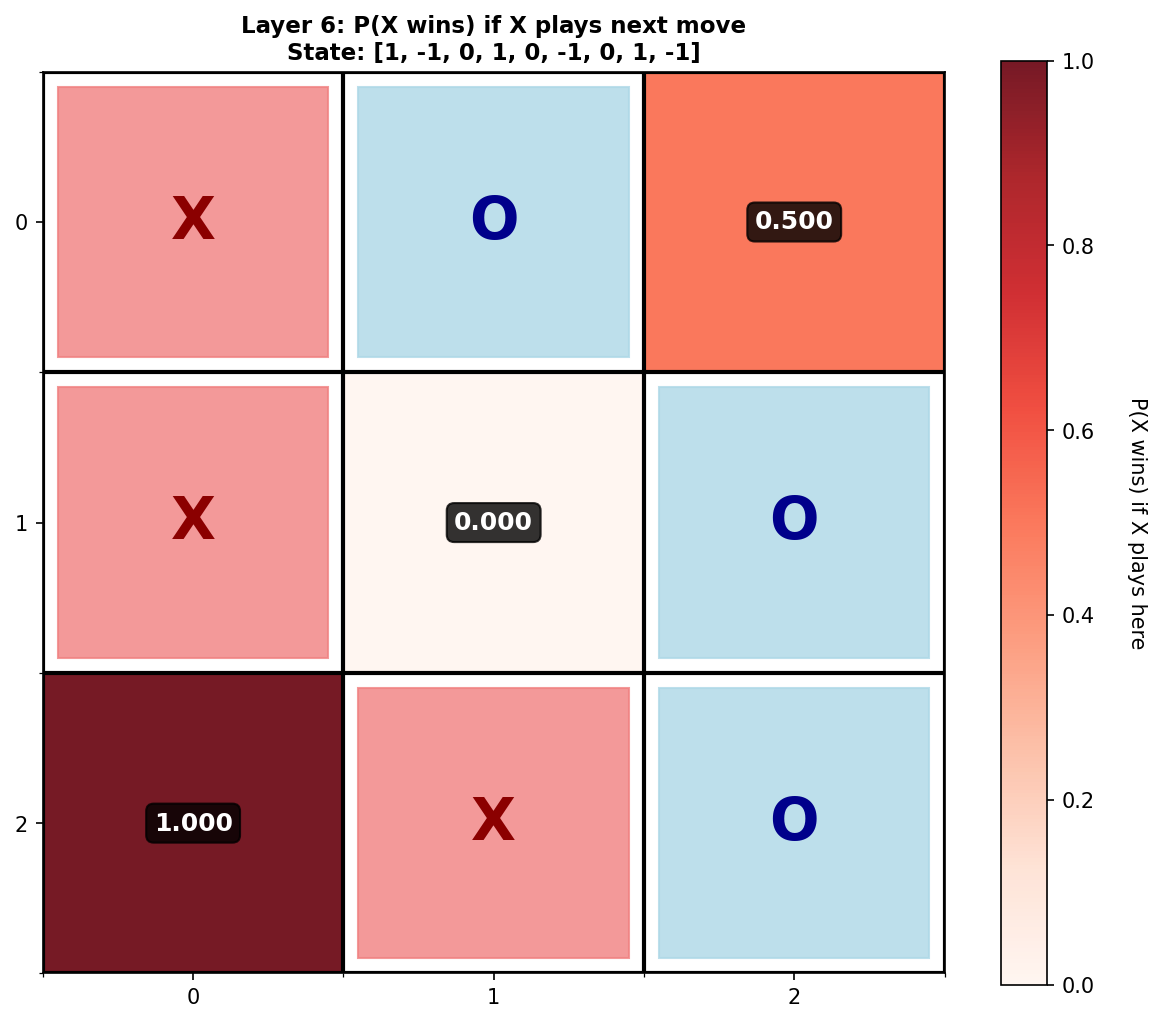 Layer 6: P(X wins) if X plays next move
State: [1, -1, 0, 1, 0, -1, 0, 1, -1]
X
O
0.500
X
0.000
O
1.000
X
O
0
1
2
0
1
2
1.0
0.8
0.6
0.4
0.2
0.0
P(X wins) if X plays here